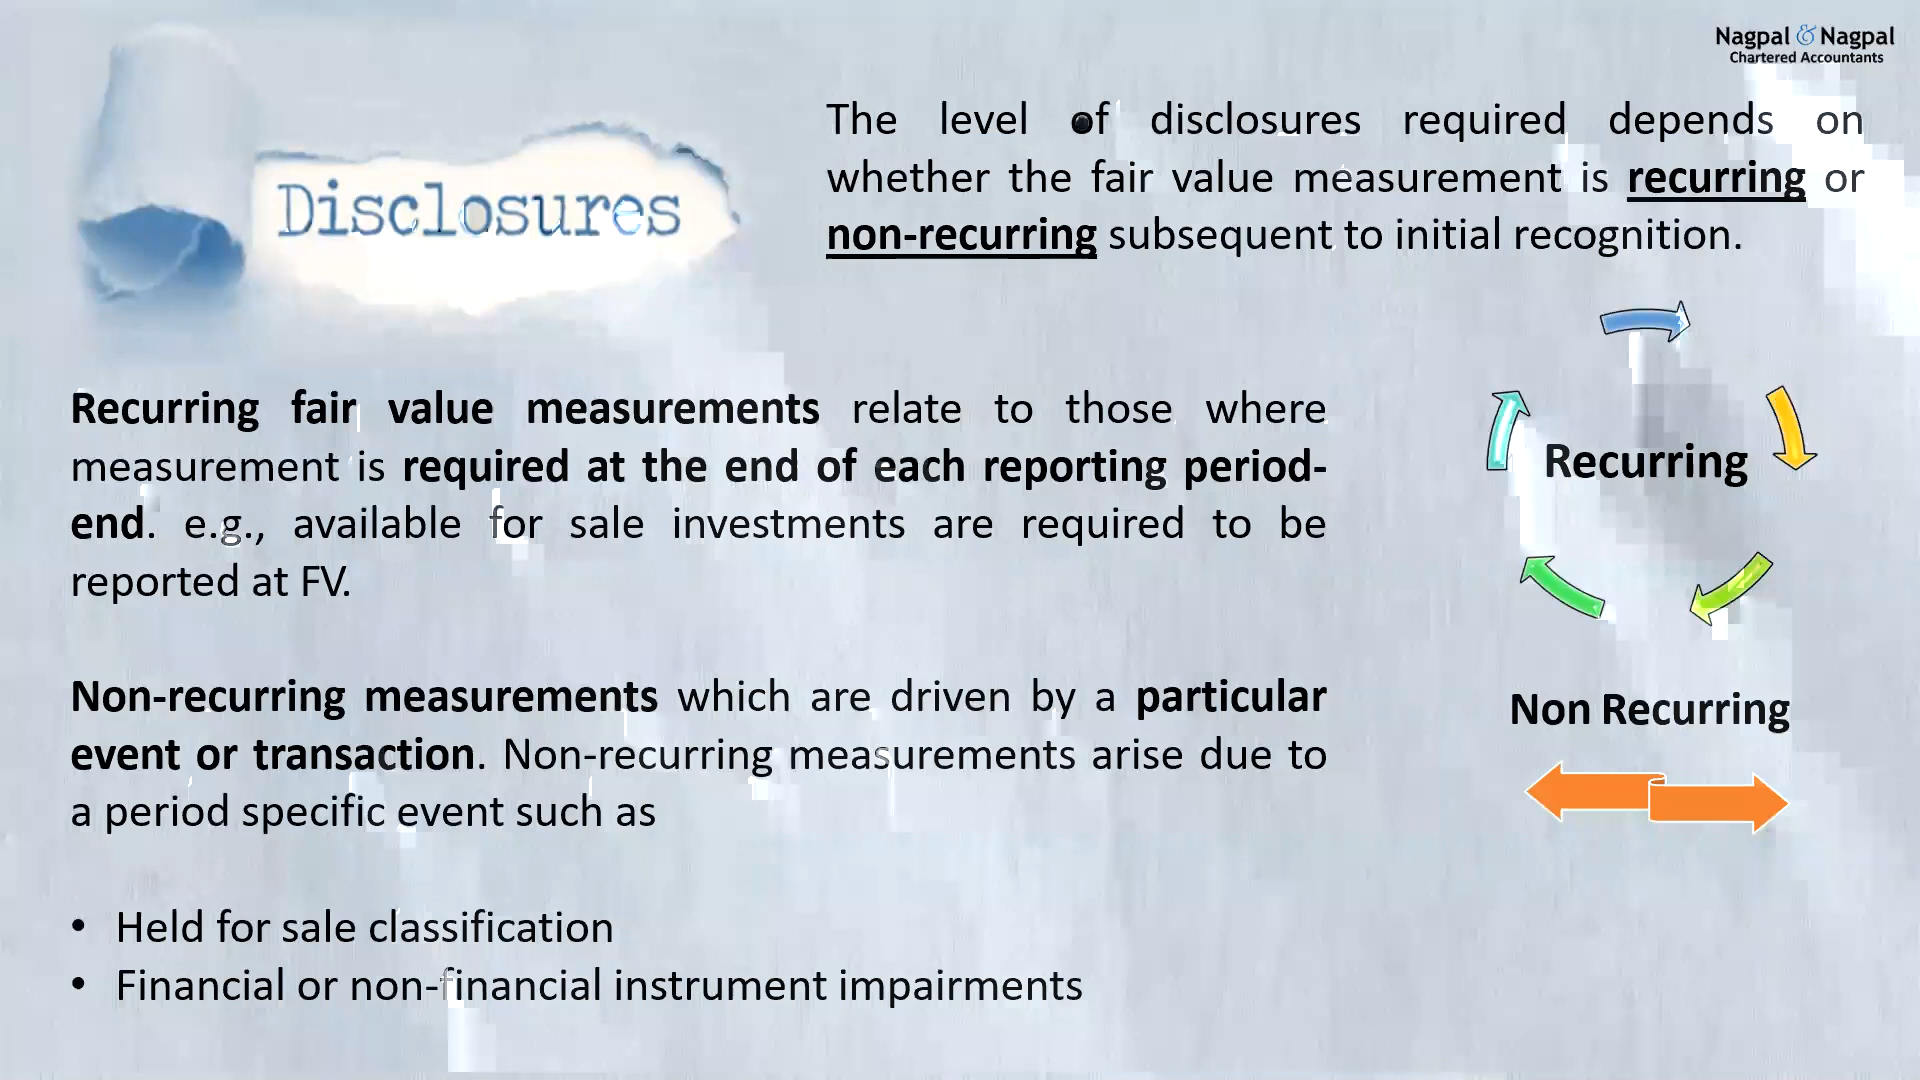 Nagpal & Nagpal
Chartered Accountants
Disclosures
The level of disclosures required depends on
whether the fair value measurement is recurring or
non-recurring subsequent to initial recognition.
Recurring fair value measurements relate to those where
measurement is required at the end of each reporting period-
end. e.g., available for sale investments are required to be
reported at FV.
Recurring
Non-recurring measurements which are driven by a particular
event or transaction. Non-recurring measurements arise due to
a period specific event such as
Non Recurring
• Held for sale classification
• Financial or non-financial instrument impairments